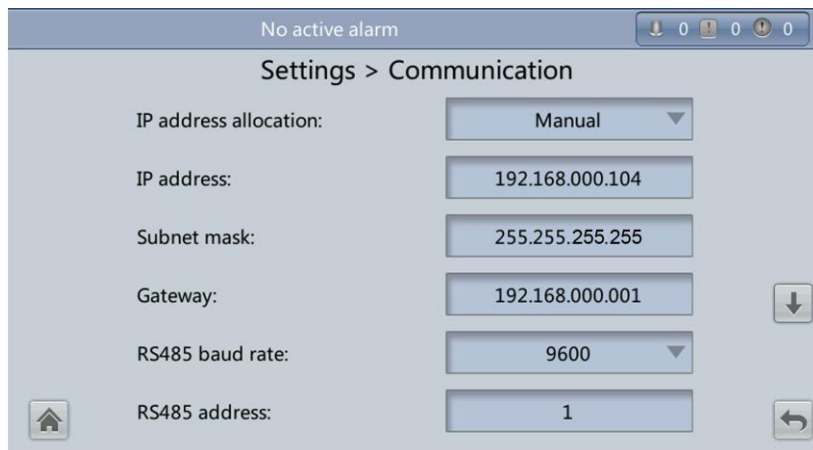 No active alarm 0 0 0
Settings > Communication
IP address allocation: Manual
IP address: 192.168.000.104
Subnet mask: 255.255.255.255
Gateway: 192.168.000.001
RS485 baud rate: 9600
RS485 address: 1